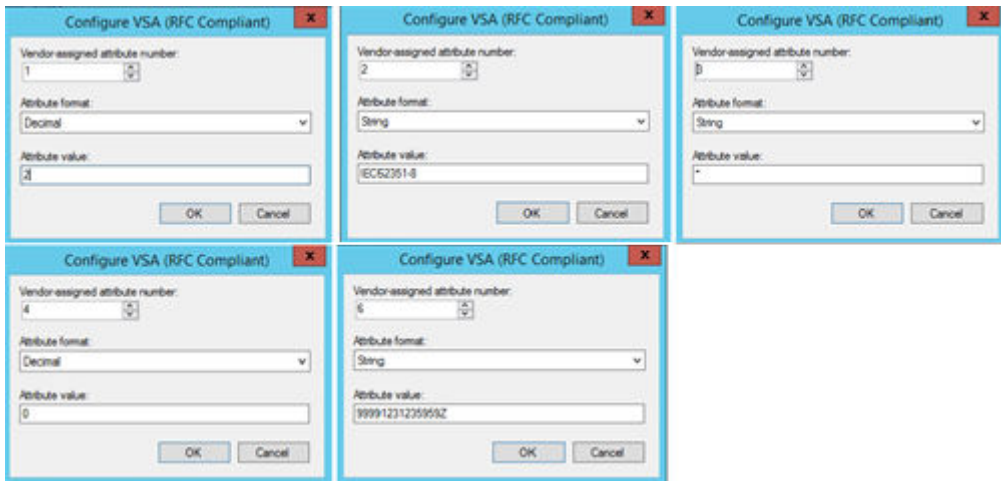 Configure VSA (RFC Compliant)
x
Vendor-assigned attribute number:
1
Attribute format:
Decimal
Attribute value:
2
OK
Cancel
Configure VSA (RFC Compliant)
x
Vendor-assigned attribute number:
2
Attribute format:
String
Attribute value:
IEC62351-8
OK
Cancel
Configure VSA (RFC Compliant)
x
Vendor-assigned attribute number:
3
Attribute format:
String
Attribute value:
*
OK
Cancel
Configure VSA (RFC Compliant)
x
Vendor-assigned attribute number:
4
Attribute format:
Decimal
Attribute value:
0
OK
Cancel
Configure VSA (RFC Compliant)
x
Vendor-assigned attribute number:
6
Attribute format:
String
Attribute value:
99991231235959Z
OK
Cancel